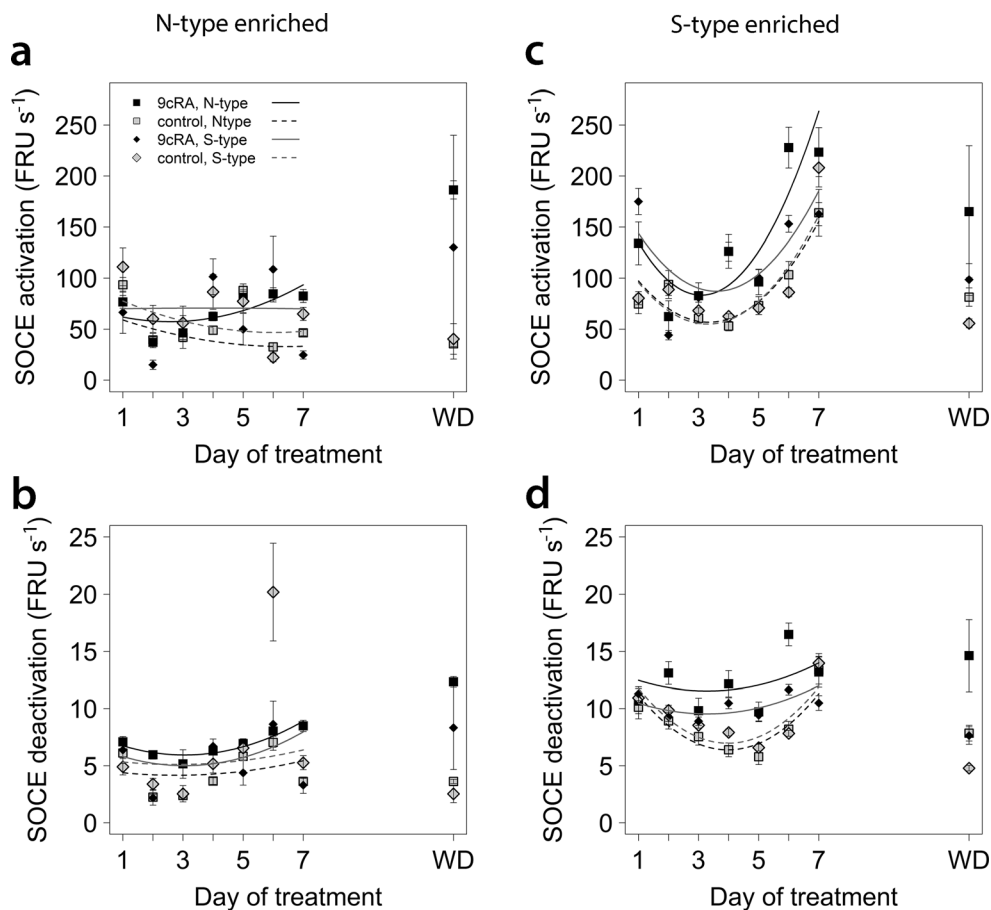 N-type enriched
S-type enriched
a
SOCE activation (FRU s-1)
250
200
150
100
50
0
9cRA, N-type
control, Ntype
9cRA, S-type
control, S-type
1
3
5
7
WD
Day of treatment
c
SOCE activation (FRU s-1)
250
200
150
100
50
0
1
3
5
7
WD
Day of treatment
b
SOCE deactivation (FRU s-1)
25
20
15
10
5
0
1
3
5
7
WD
Day of treatment
d
SOCE deactivation (FRU s-1)
25
20
15
10
5
0
1
3
5
7
WD
Day of treatment